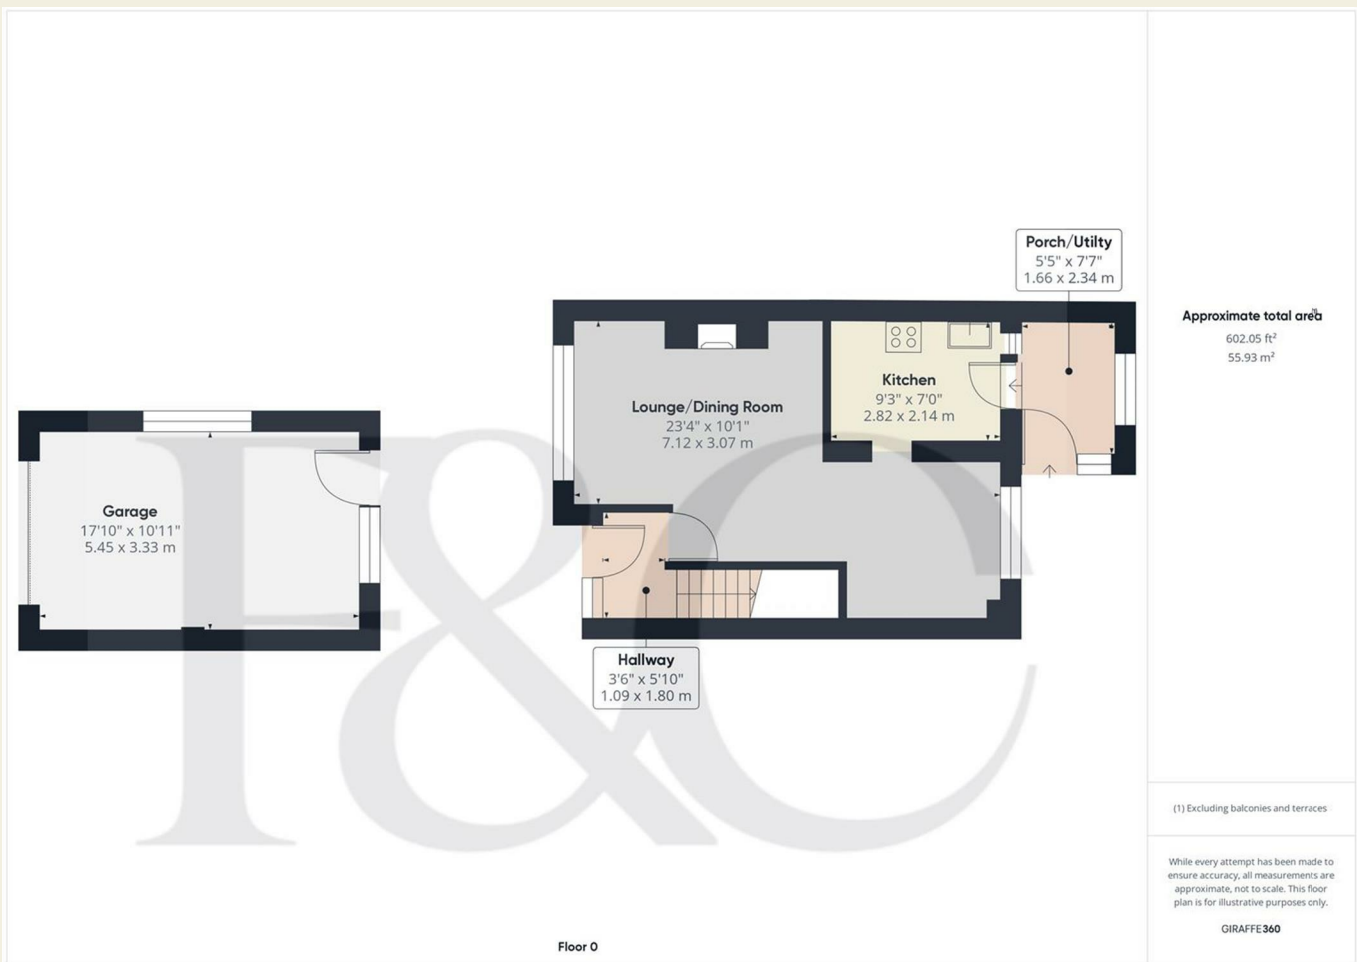 Porch/Utilty
5'5" x 7'7"
1.66 x 2.34 m
Approximate total area(1)
602.05 ft²
55.93 m²
Kitchen
9'3" x 7'0"
2.82 x 2.14 m
Lounge/Dining Room
23'4" x 10'1"
7.12 x 3.07 m
Garage
17'10" x 10'11"
5.45 x 3.33 m
Hallway
3'6" x 5'10"
1.09 x 1.80 m
F&C
(1) Excluding balconies and terraces
While every attempt has been made to
ensure accuracy, all measurements are
approximate, not to scale. This floor
plan is for illustrative purposes only.
GIRAFFE360
Floor 0